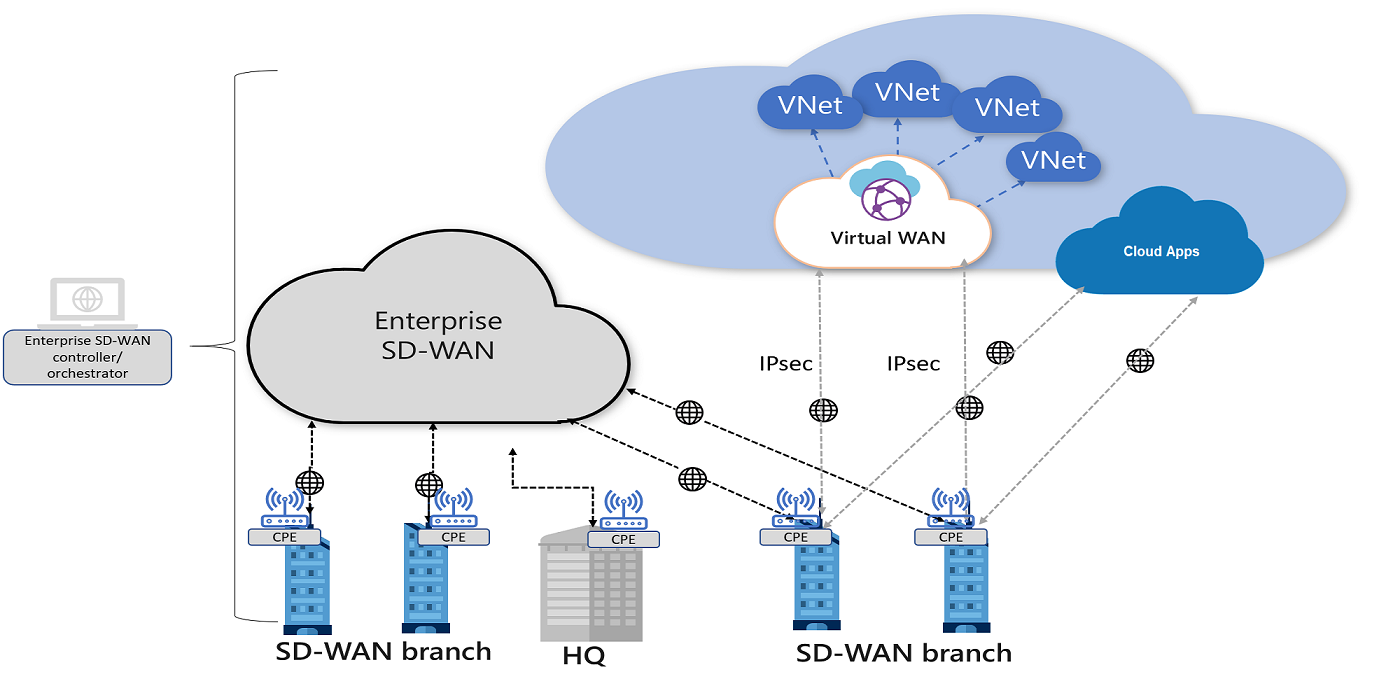 VNet
VNet
VNet
VNet
Virtual WAN
Cloud Apps
Enterprise
SD-WAN
Enterprise SD-WAN
controller/
orchestrator
IPsec
IPsec
CPE
CPE
CPE
CPE
CPE
SD-WAN branch
HQ
SD-WAN branch